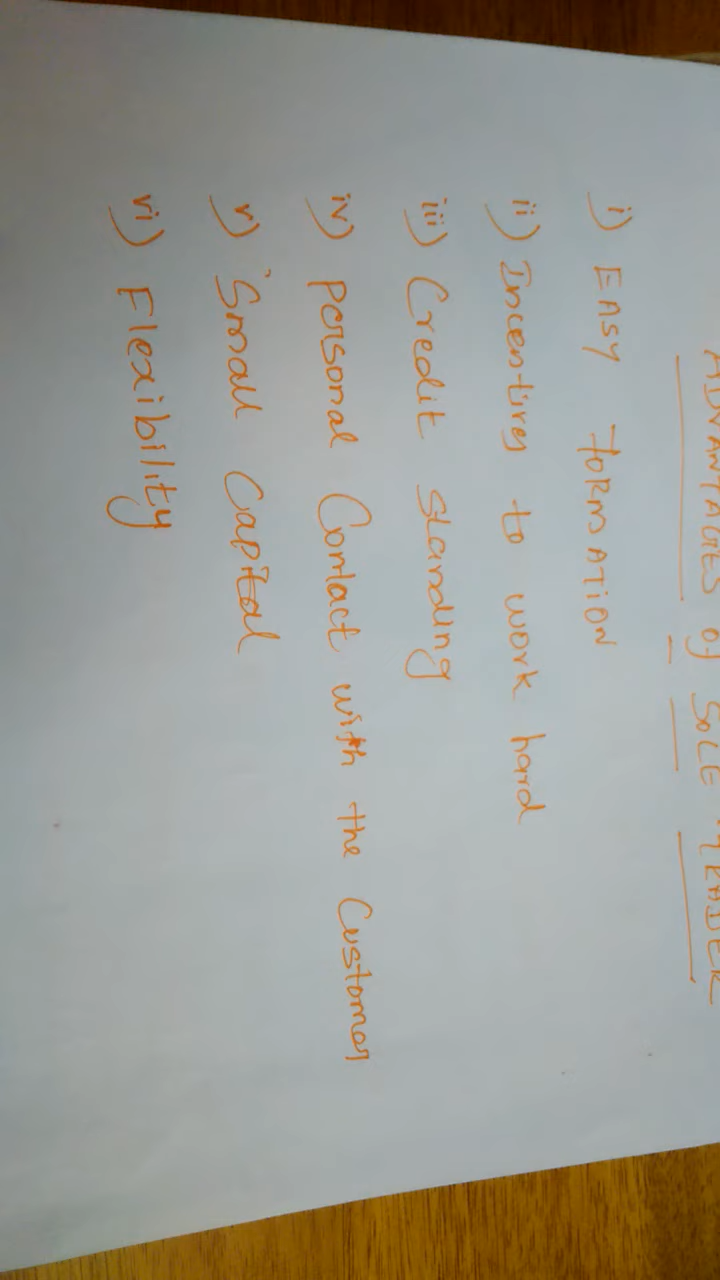 ADVANTAGES of SOLE TRADER
i) EASY FORMATION
ii) Incentives to work hard
iii) Credit standing
iv) personal Contact with the Customer
v) Small Capital
vi) Flexibility